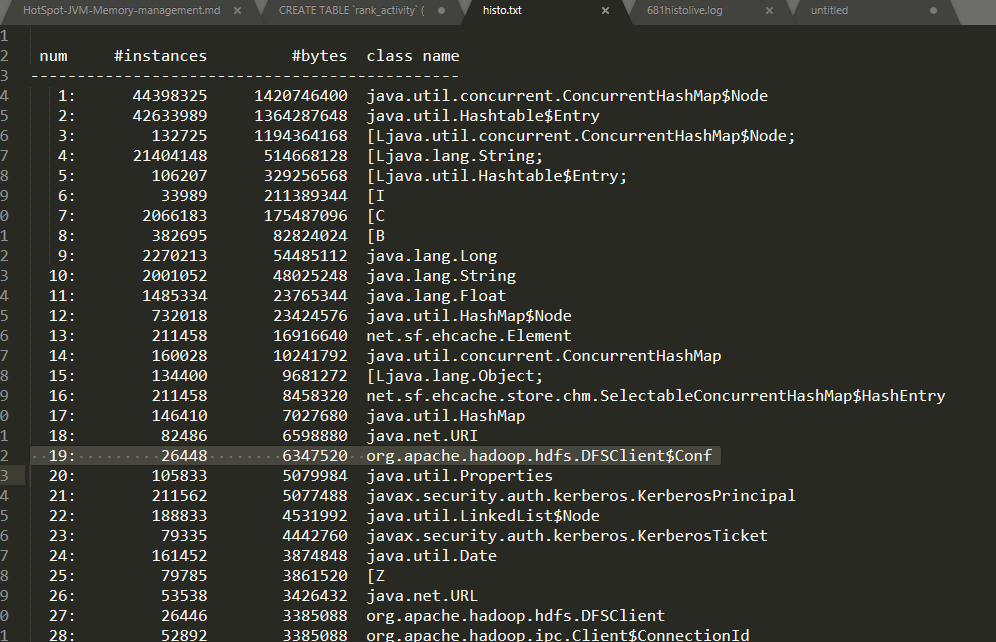 HotSpot-JVM-Memory-management.md × CREATE TABLE `rank_activity` ( ● histo.txt × 681histolive.log × untitled ●
1
2 num #instances #bytes class name
3 ----------------------------------------------
4 1: 44398325 1420746400 java.util.concurrent.ConcurrentHashMap$Node
5 2: 42633989 1364287648 java.util.Hashtable$Entry
6 3: 132725 1194364168 [Ljava.util.concurrent.ConcurrentHashMap$Node;
7 4: 21404148 514668128 [Ljava.lang.String;
8 5: 106207 329256568 [Ljava.util.Hashtable$Entry;
9 6: 33989 211389344 [I
0 7: 2066183 175487096 [C
1 8: 382695 82824024 [B
2 9: 2270213 54485112 java.lang.Long
3 10: 2001052 48025248 java.lang.String
4 11: 1485334 23765344 java.lang.Float
5 12: 732018 23424576 java.util.HashMap$Node
6 13: 211458 16916640 net.sf.ehcache.Element
7 14: 160028 10241792 java.util.concurrent.ConcurrentHashMap
8 15: 134400 9681272 [Ljava.lang.Object;
9 16: 211458 8458320 net.sf.ehcache.store.chm.SelectableConcurrentHashMap$HashEntry
0 17: 146410 7027680 java.util.HashMap
1 18: 82486 6598880 java.net.URI
2 19: 26448 6347520 org.apache.hadoop.hdfs.DFSClient$Conf
3 20: 105833 5079984 java.util.Properties
4 21: 211562 5077488 javax.security.auth.kerberos.KerberosPrincipal
5 22: 188833 4531992 java.util.LinkedList$Node
6 23: 79335 4442760 javax.security.auth.kerberos.KerberosTicket
7 24: 161452 3874848 java.util.Date
8 25: 79785 3861520 [Z
9 26: 53538 3426432 java.net.URL
0 27: 26446 3385088 org.apache.hadoop.hdfs.DFSClient
1 28: 52892 3385088 org.apache.hadoop.ipc.Client$ConnectionId